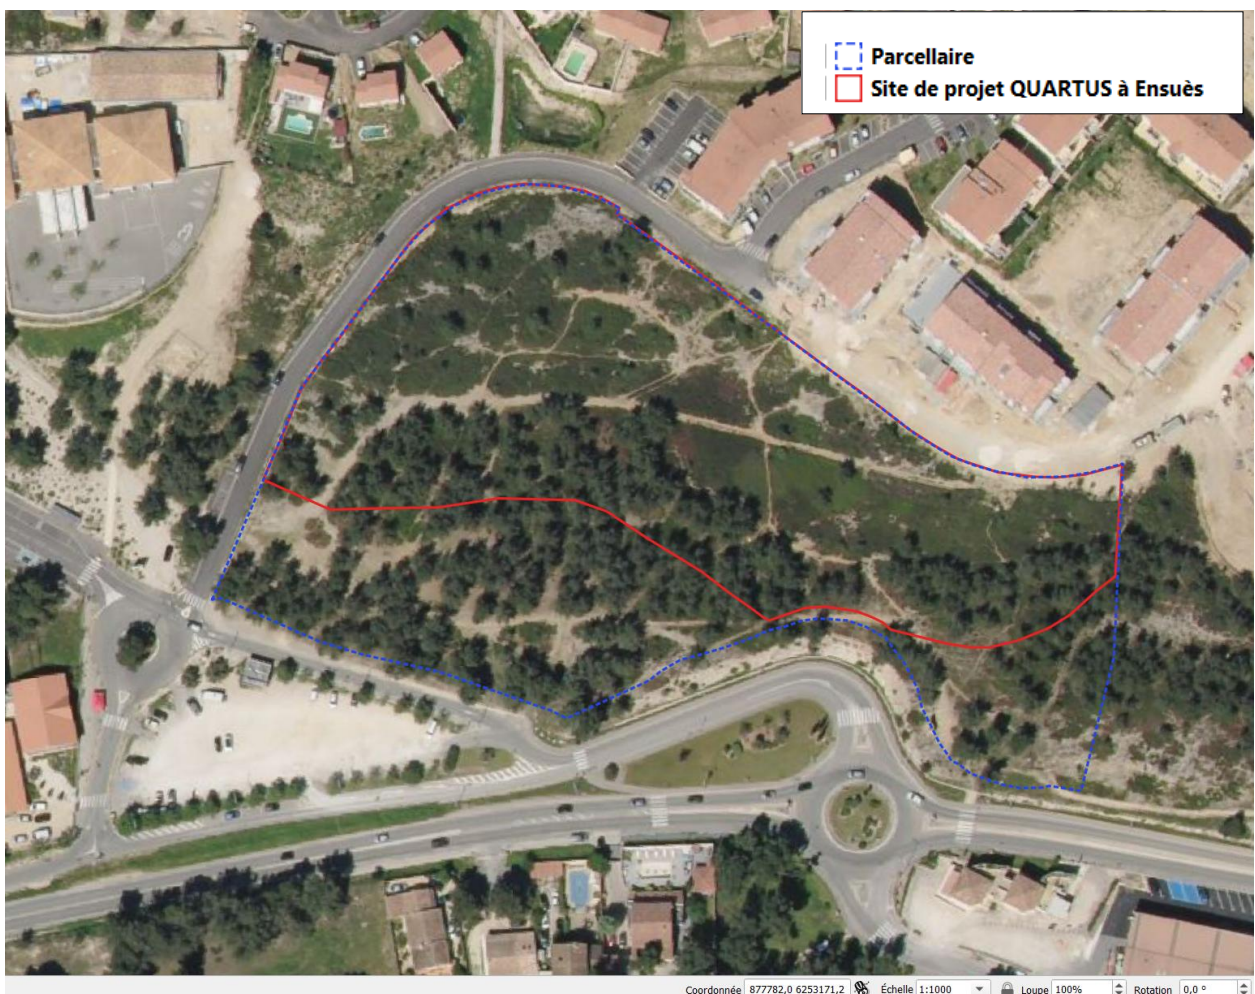 Parcellaire
Site de projet QUARTUS à Ensuès
Coordonnée 877782,0 6253171,2 Échelle 1:1000 Loupe 100% Rotation 0,0 °